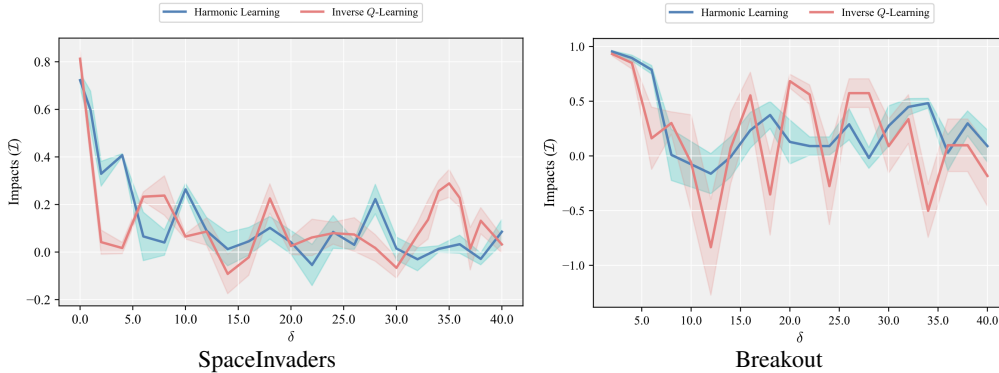 Harmonic Learning
Inverse Q-Learning
Impacts (𝓘)
0.8
0.6
0.4
0.2
0.0
−0.2
0.0 5.0 10.0 15.0 20.0 25.0 30.0 35.0 40.0
δ
SpaceInvaders
Harmonic Learning
Inverse Q-Learning
Impacts (𝓘)
1.0
0.5
0.0
−0.5
−1.0
5.0 10.0 15.0 20.0 25.0 30.0 35.0 40.0
δ
Breakout